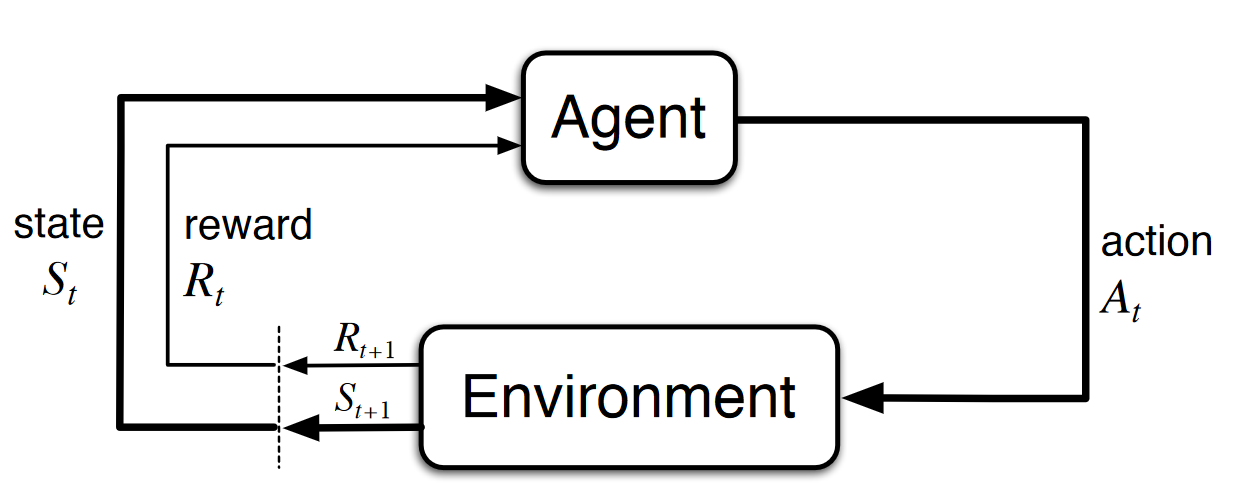 Agent
state
S_t
reward
R_t
action
A_t
R_{t+1}
S_{t+1}
Environment